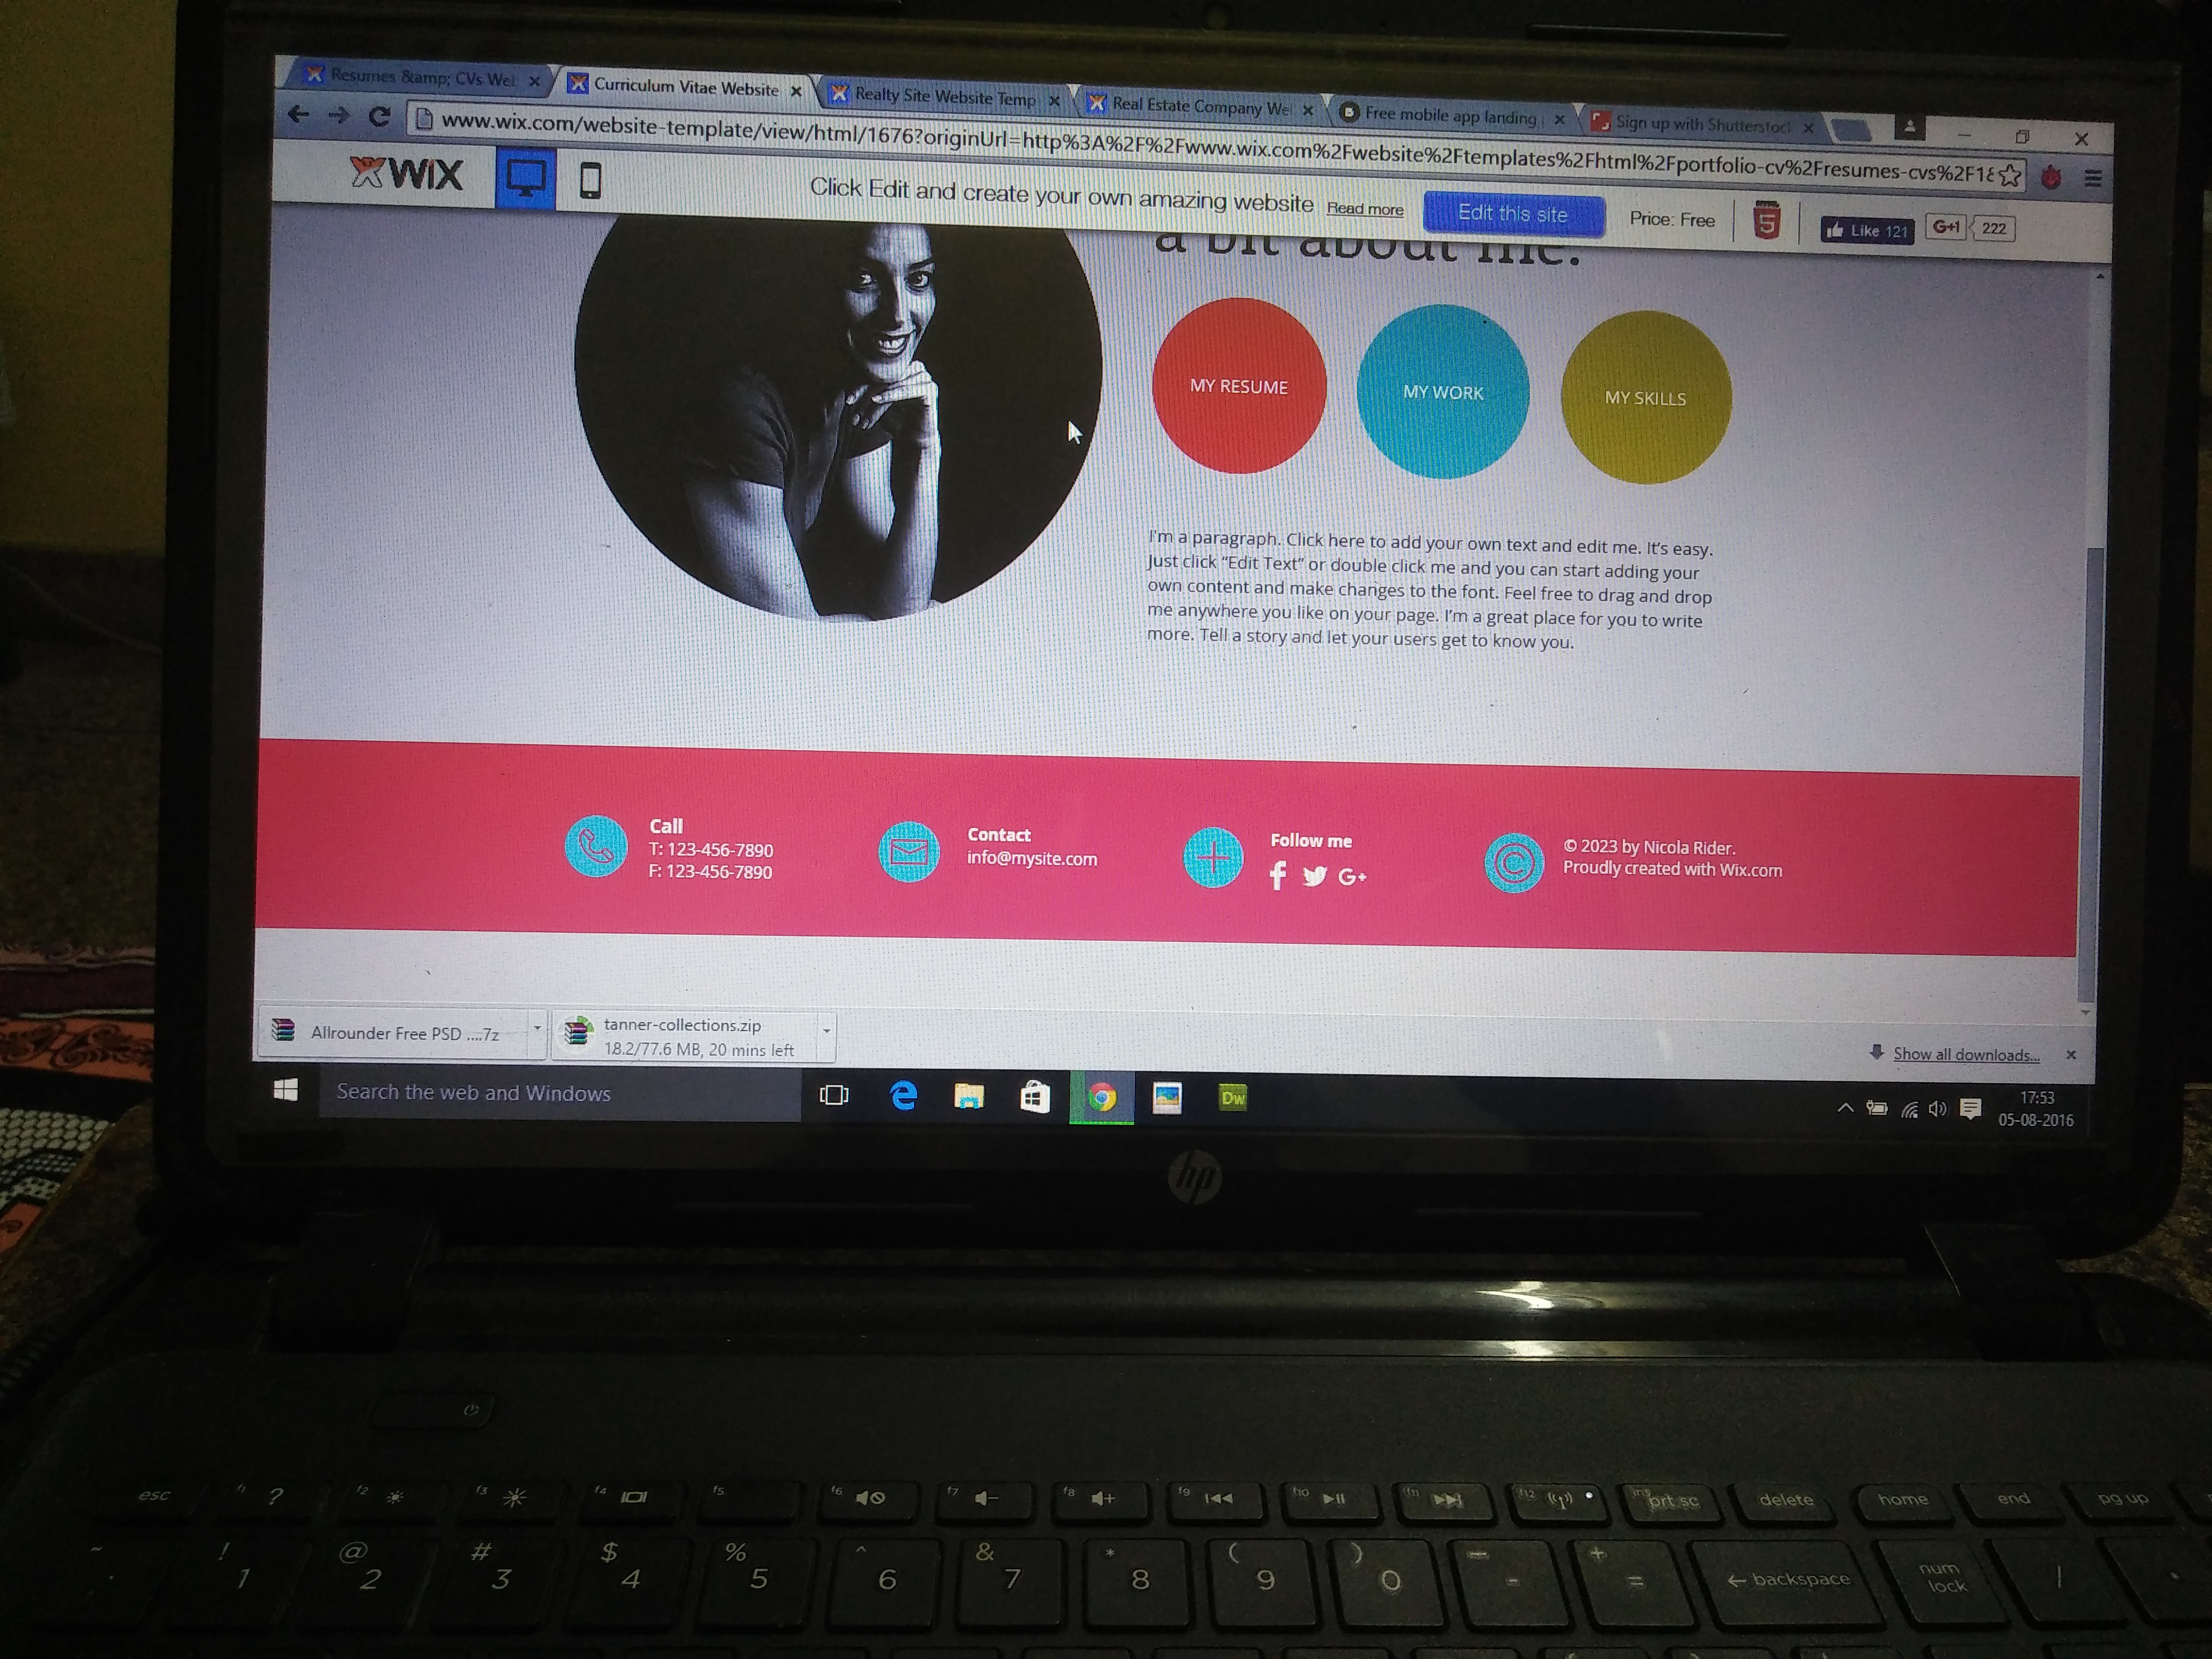 Resumes &amp; CVs Web
Curriculum Vitae Website
Realty Site Website Temp
Real Estate Company We
Free mobile app landing
Sign up with Shutterstoc
www.wix.com/website-template/view/html/1676?originUrl=http%3A%2F%2Fwww.wix.com%2Fwebsite%2Ftemplates%2Fhtml%2Fportfolio-cv%2Fresumes-cvs%2F1
WiX
Click Edit and create your own amazing website Read more
Edit this site
Price: Free
5
Like 121
G+1 222
a bit about me.
MY RESUME
MY WORK
MY SKILLS
I'm a paragraph. Click here to add your own text and edit me. It's easy.
Just click “Edit Text” or double click me and you can start adding your
own content and make changes to the font. Feel free to drag and drop
me anywhere you like on your page. I'm a great place for you to write
more. Tell a story and let your users get to know you.
Call
T: 123-456-7890
F: 123-456-7890
Contact
info@mysite.com
Follow me
f G+
© 2023 by Nicola Rider.
Proudly created with Wix.com
Allrounder Free PSD ....7z
tanner-collections.zip
18.2/77.6 MB, 20 mins left
Show all downloads...
Search the web and Windows
Dw
17:53
05-08-2016
hp
esc f1 ? f2 f3 f4 f5 f6 f7 f8 f9 f10 f11 f12 ins prt sc delete home end pg up
~ ! 1 @ 2 # 3 $ 4 % 5 ^ 6 & 7 * 8 ( 9 ) 0 _ - + = ← backspace num lock /